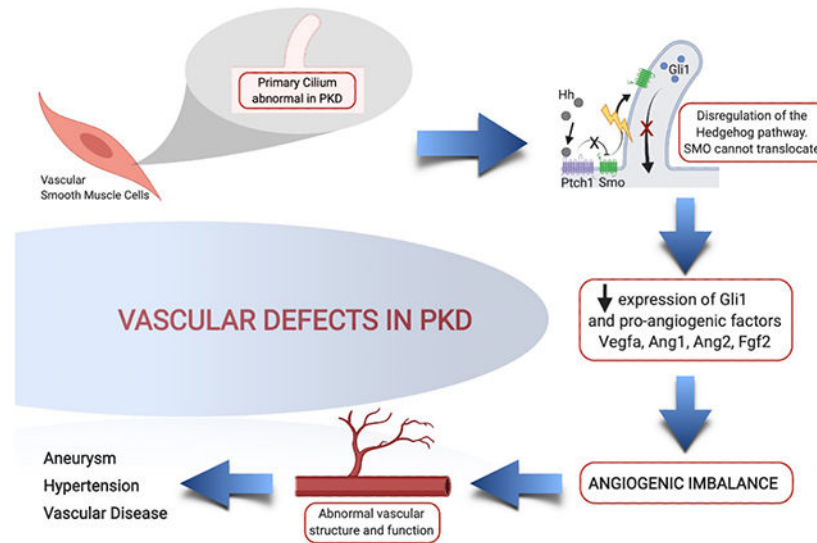 Primary Cilium
abnormal in PKD
Vascular
Smooth Muscle Cells
Hh
Gli1
Ptch1
Smo
Disregulation of the
Hedgehog pathway.
SMO cannot translocate
VASCULAR DEFECTS IN PKD
expression of Gli1
and pro-angiogenic factors
Vegfa, Ang1, Ang2, Fgf2
ANGIOGENIC IMBALANCE
Abnormal vascular
structure and function
Aneurysm
Hypertension
Vascular Disease